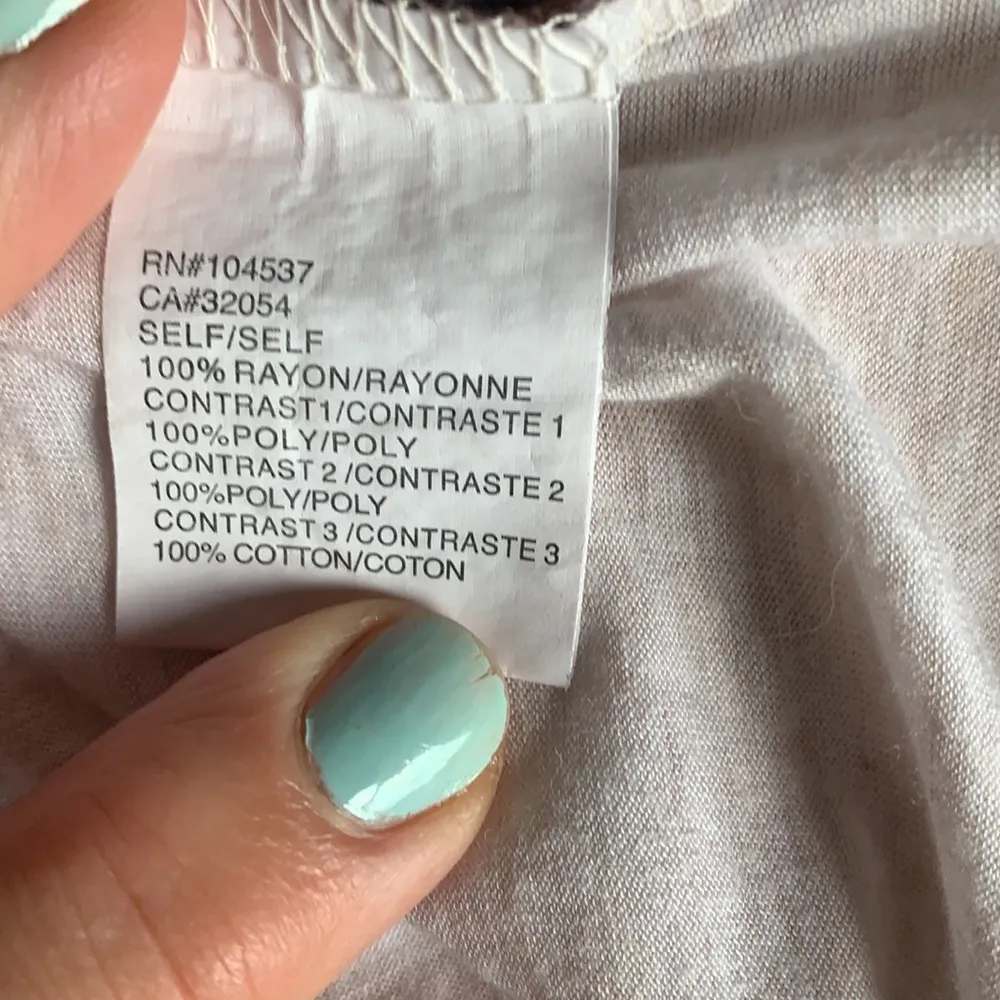 RN#104537
CA#32054
SELF/SELF
100% RAYON/RAYONNE
CONTRAST1/CONTRASTE 1
100%POLY/POLY
CONTRAST 2 /CONTRASTE 2
100%POLY/POLY
CONTRAST 3 /CONTRASTE 3
100% COTTON/COTON